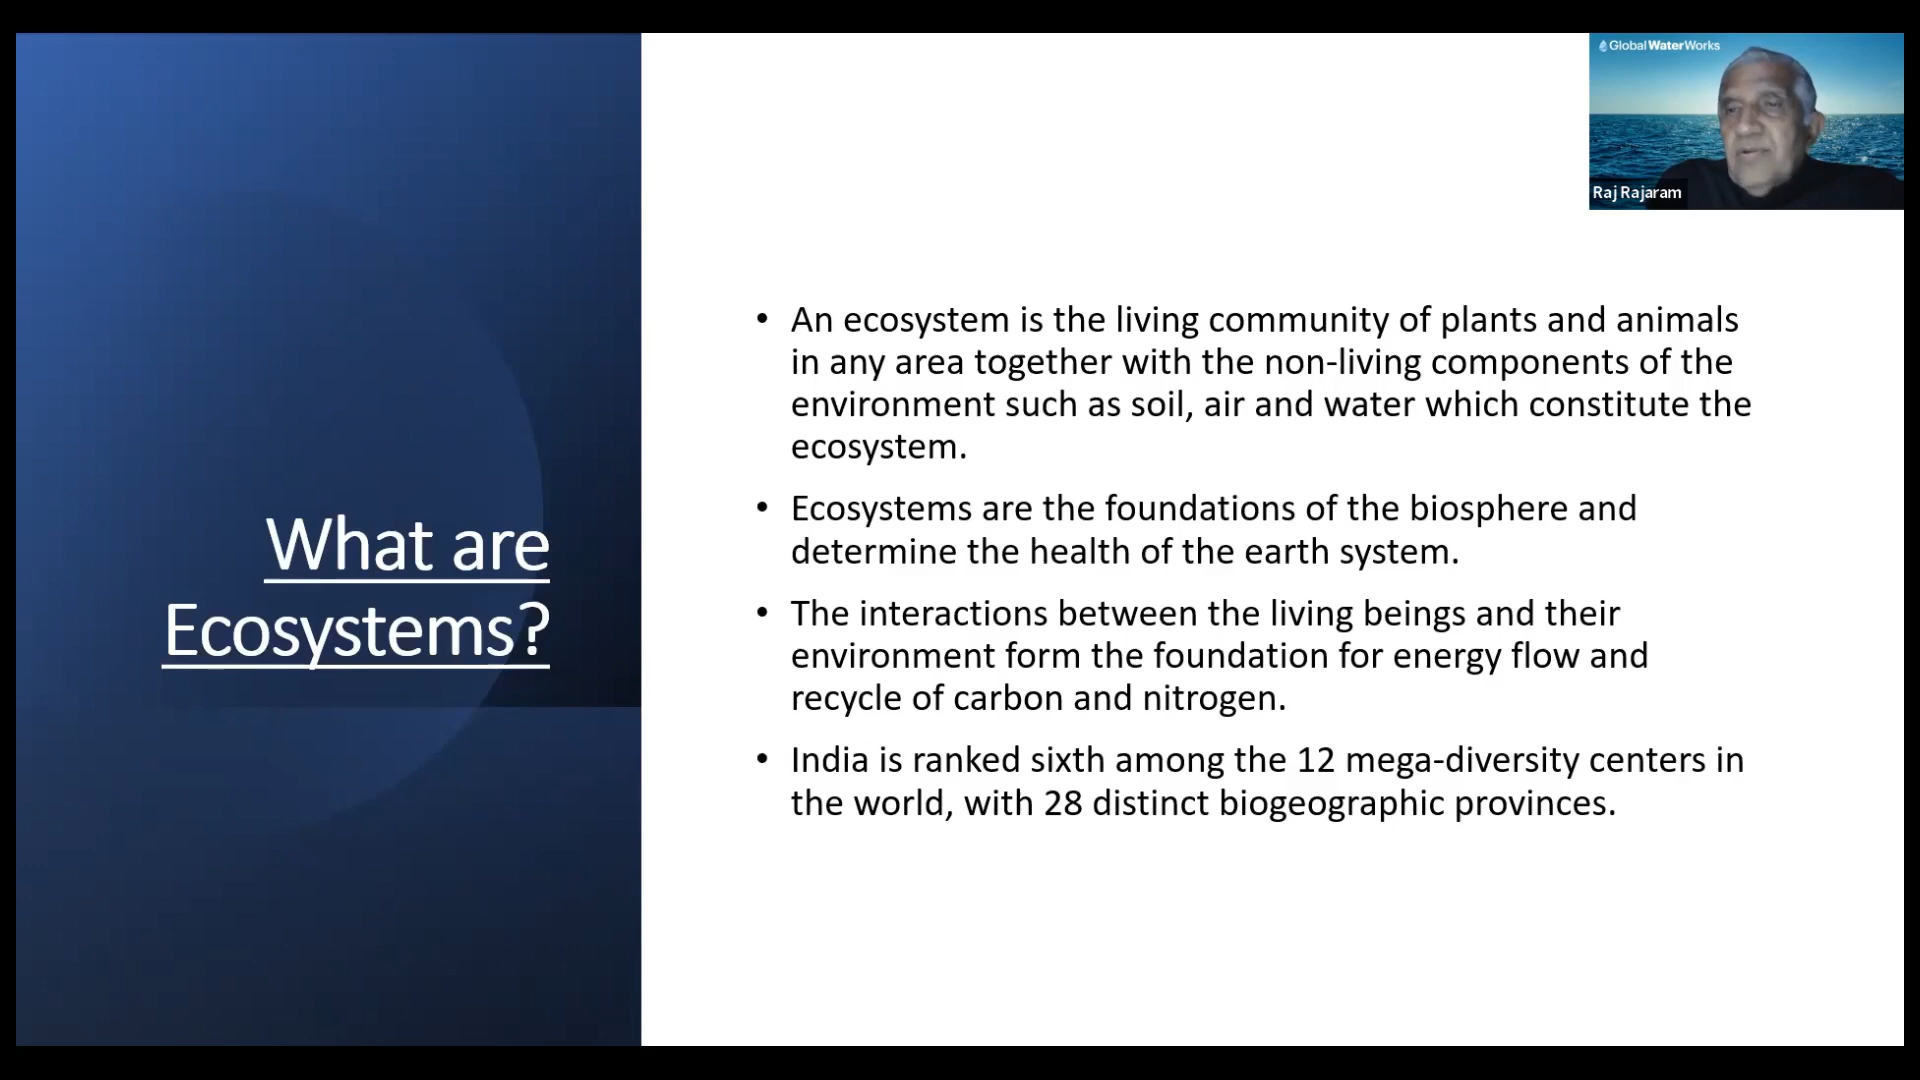 What are
Ecosystems?
• An ecosystem is the living community of plants and animals
in any area together with the non-living components of the
environment such as soil, air and water which constitute the
ecosystem.
• Ecosystems are the foundations of the biosphere and
determine the health of the earth system.
• The interactions between the living beings and their
environment form the foundation for energy flow and
recycle of carbon and nitrogen.
• India is ranked sixth among the 12 mega-diversity centers in
the world, with 28 distinct biogeographic provinces.
Global WaterWorks
Raj Rajaram